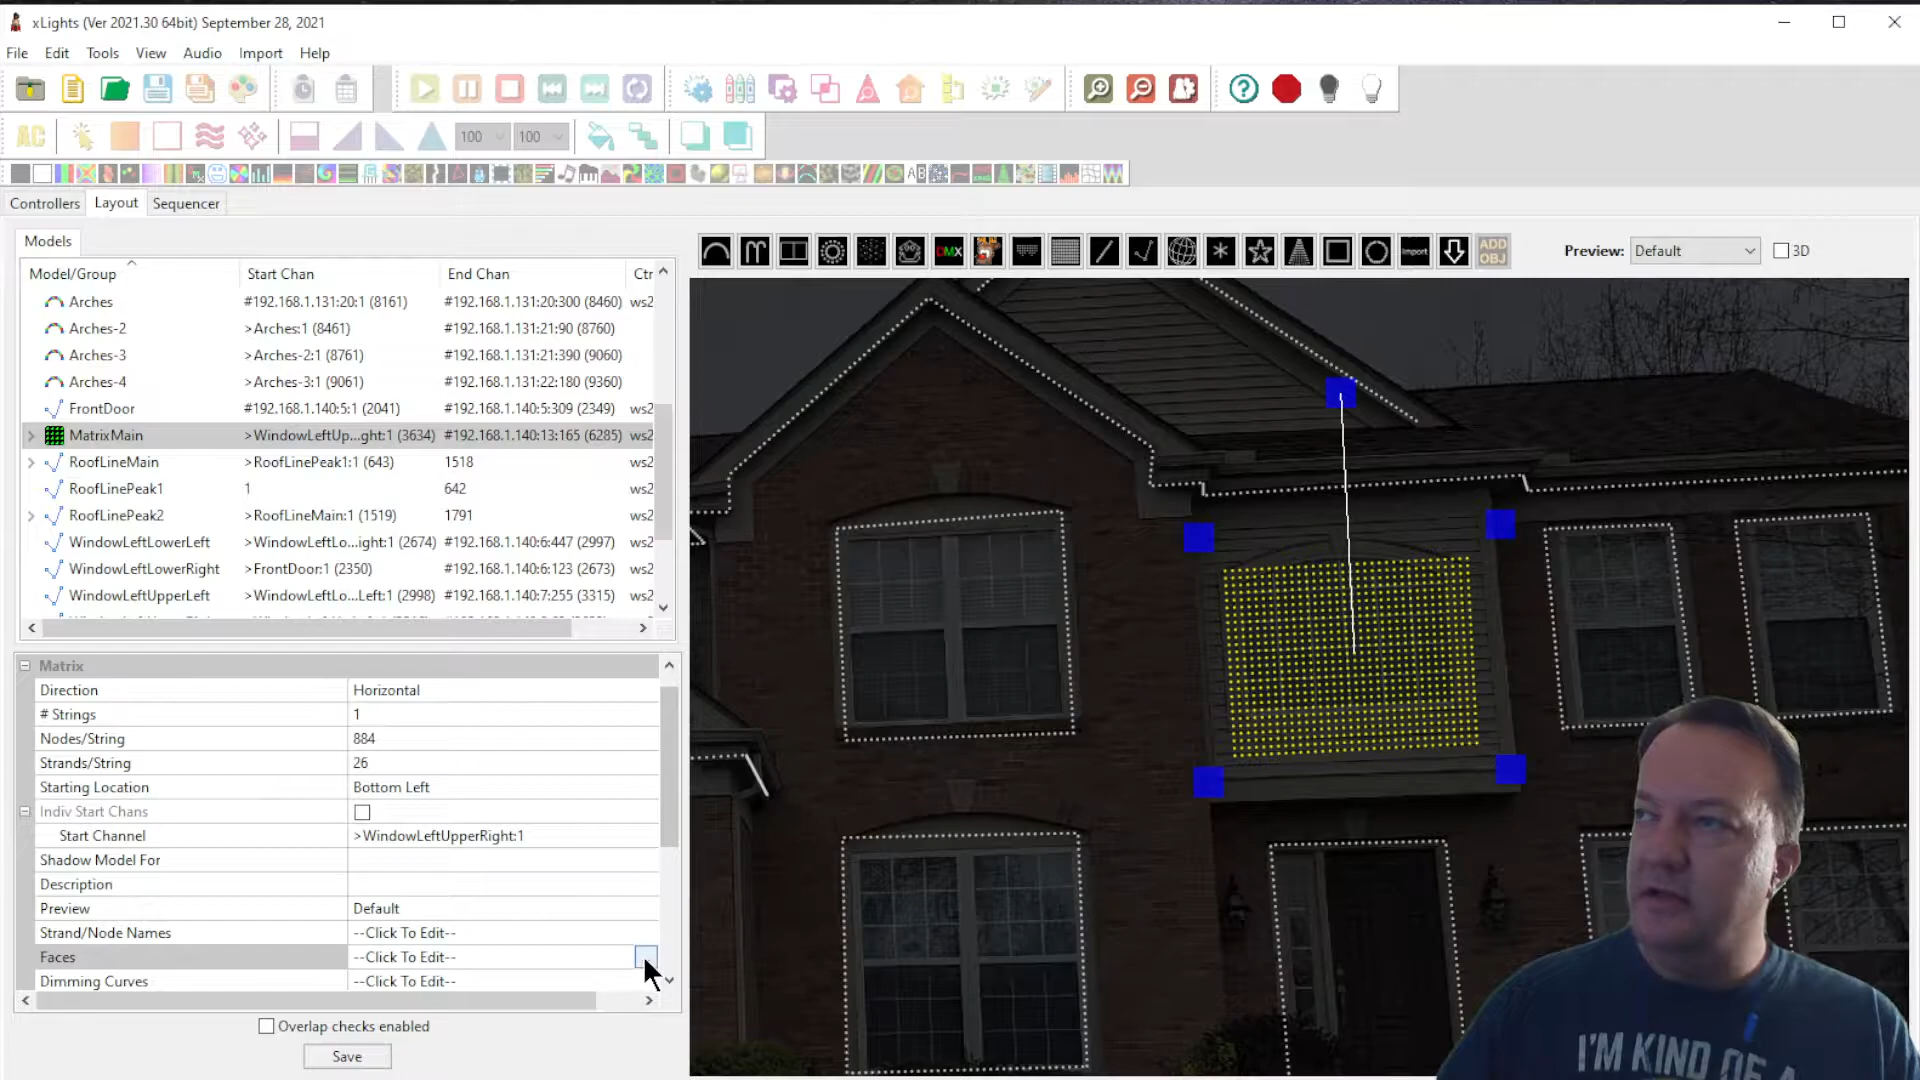 xLights (Ver 2021.30 64bit) September 28, 2021
File Edit Tools View Audio Import Help
AC 100 100
AB
Controllers Layout Sequencer
Models
DMX Import ADD OBJ Preview: Default 3D
Model/Group Start Chan End Chan Ctr
Arches #192.168.1.131:20:1 (8161) #192.168.1.131:20:300 (8460) ws2
Arches-2 >Arches:1 (8461) #192.168.1.131:21:90 (8760)
Arches-3 >Arches-2:1 (8761) #192.168.1.131:21:390 (9060)
Arches-4 >Arches-3:1 (9061) #192.168.1.131:22:180 (9360)
FrontDoor #192.168.1.140:5:1 (2041) #192.168.1.140:5:309 (2349) ws2
MatrixMain >WindowLeftUp...ght:1 (3634) #192.168.1.140:13:165 (6285) ws2
RoofLineMain >RoofLinePeak1:1 (643) 1518 ws2
RoofLinePeak1 1 642 ws2
RoofLinePeak2 >RoofLineMain:1 (1519) 1791 ws2
WindowLeftLowerLeft >WindowLeftLo...ight:1 (2674) #192.168.1.140:6:447 (2997) ws2
WindowLeftLowerRight >FrontDoor:1 (2350) #192.168.1.140:6:123 (2673) ws2
WindowLeftUpperLeft >WindowLeftLo...Left:1 (2998) #192.168.1.140:7:255 (3315) ws2
Matrix
Direction Horizontal
# Strings 1
Nodes/String 884
Strands/String 26
Starting Location Bottom Left
Indiv Start Chans
Start Channel >WindowLeftUpperRight:1
Shadow Model For
Description
Preview Default
Strand/Node Names --Click To Edit--
Faces --Click To Edit--
Dimming Curves --Click To Edit--
Overlap checks enabled
Save
I'M KIND OF A